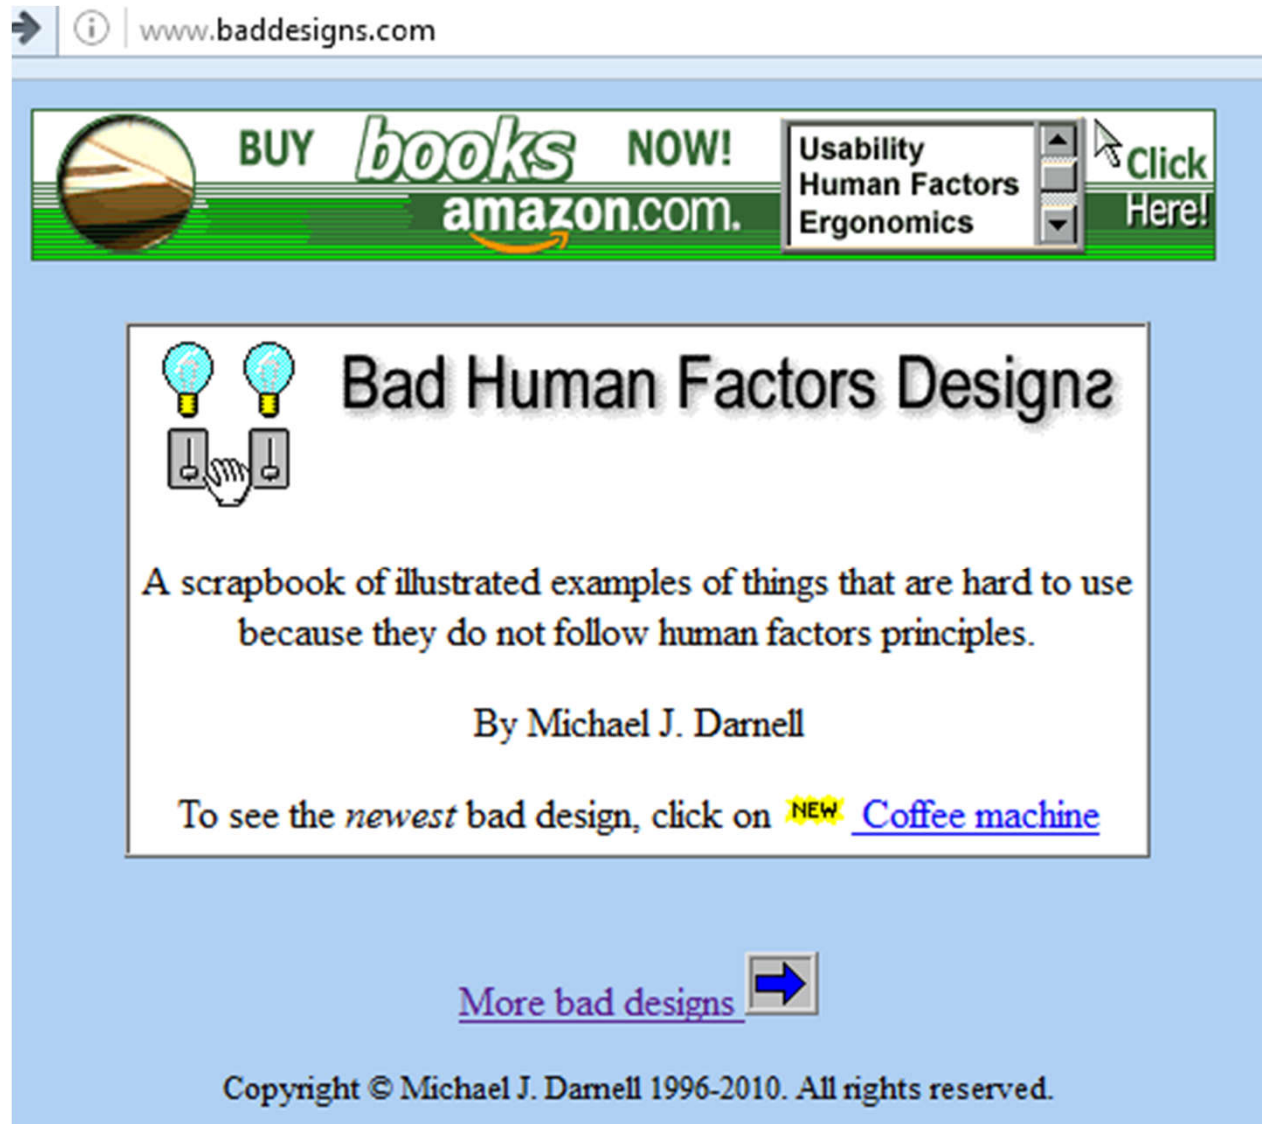 www.baddesigns.com
BUY books NOW!
amazon.com.
Usability
Human Factors
Ergonomics
Click
Here!
Bad Human Factors Designs
A scrapbook of illustrated examples of things that are hard to use
because they do not follow human factors principles.
By Michael J. Darnell
To see the newest bad design, click on NEW Coffee machine
More bad designs
Copyright © Michael J. Darnell 1996-2010. All rights reserved.